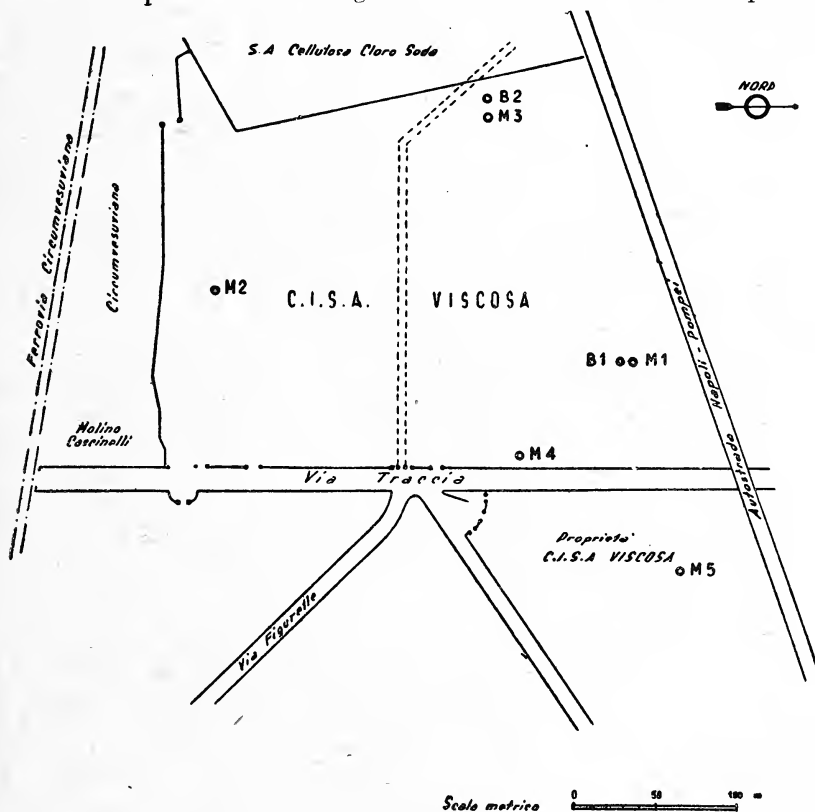 S.A Cellulosa Cloro Soda
NORD
B2
M3
Ferrovia Circumvesuviana
Circumvesuviana
M2
C.I.S.A. VISCOSA
B1 M1
Autostrada Napoli - Pompei
Molino
Cascinelli
M4
Via Traccia
Proprietà
C.I.S.A VISCOSA
M5
Via Figurelle
Scala metrica 0 50 100 m